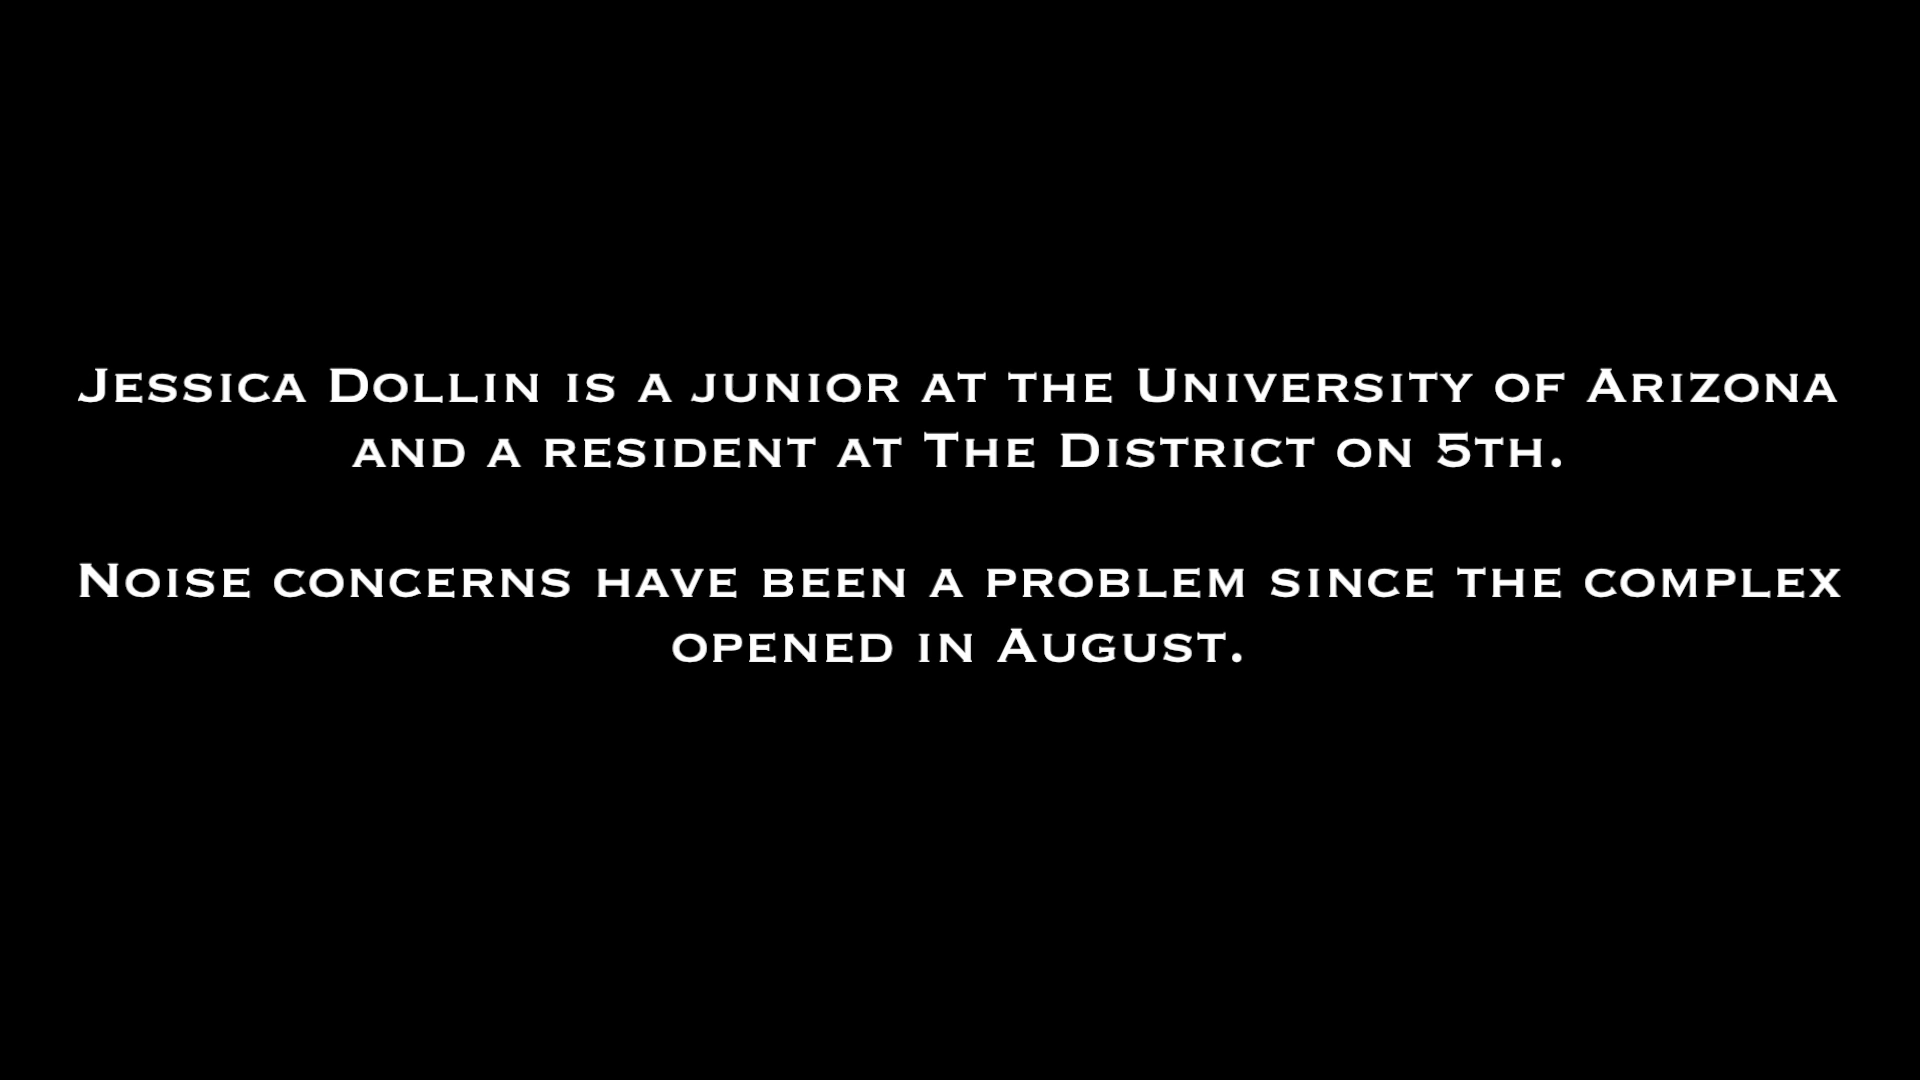 Jessica Dollin is a junior at the University of Arizona
and a resident at The District on 5th.
Noise concerns have been a problem since the complex
opened in August.